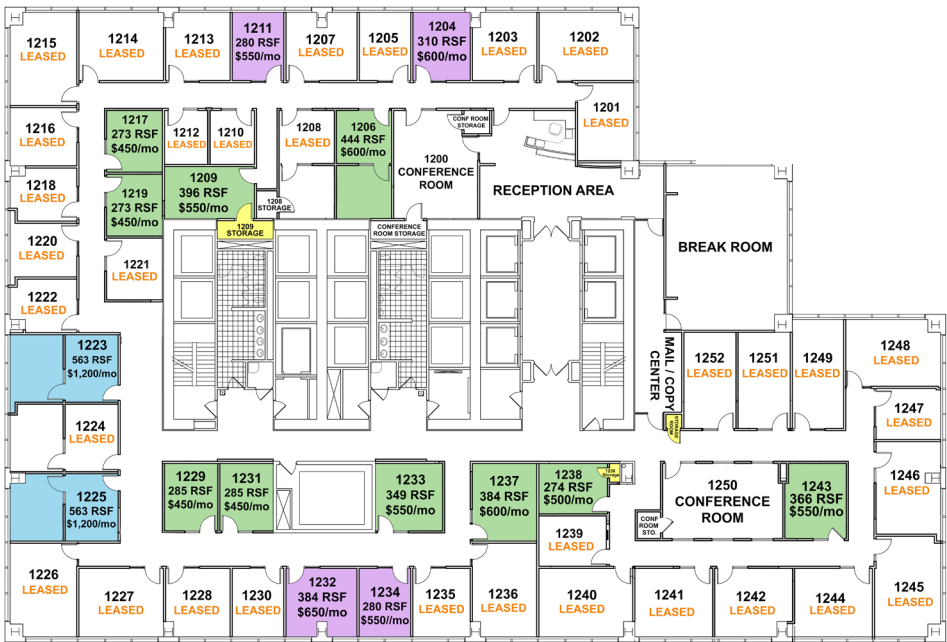 1215
LEASED
1214
LEASED
1213
LEASED
1211
280 RSF
$550/mo
1207
LEASED
1205
LEASED
1204
310 RSF
$600/mo
1203
LEASED
1202
LEASED
1201
LEASED
1216
LEASED
1217
273 RSF
$450/mo
1212
LEASED
1210
LEASED
1208
LEASED
1206
444 RSF
$600/mo
1200
CONFERENCE
ROOM
CONF ROOM
STORAGE
RECEPTION AREA
1218
LEASED
1219
273 RSF
$450/mo
1209
396 RSF
$550/mo
1208
STORAGE
1209
STORAGE
CONFERENCE
ROOM STORAGE
BREAK ROOM
1220
LEASED
1221
LEASED
1222
LEASED
1223
563 RSF
$1,200/mo
MAIL / COPY
CENTER
1252
LEASED
1251
LEASED
1249
LEASED
1248
LEASED
1224
LEASED
STORAGE
ROOM
1247
LEASED
1225
563 RSF
$1,200/mo
1229
285 RSF
$450/mo
1231
285 RSF
$450/mo
1233
349 RSF
$550/mo
1237
384 RSF
$600/mo
1238
274 RSF
$500/mo
1238
Storage
1250
CONFERENCE
ROOM
CONF
ROOM
STO.
1243
366 RSF
$550/mo
1246
LEASED
1239
LEASED
1226
LEASED
1227
LEASED
1228
LEASED
1230
LEASED
1232
384 RSF
$650/mo
1234
280 RSF
$550//mo
1235
LEASED
1236
LEASED
1240
LEASED
1241
LEASED
1242
LEASED
1244
LEASED
1245
LEASED